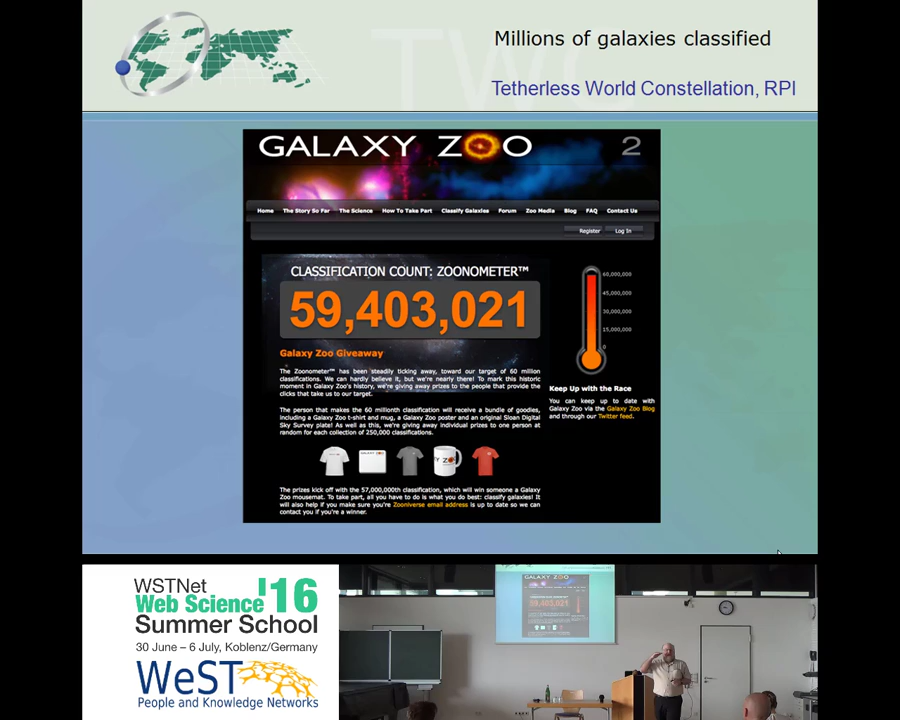 Millions of galaxies classified
Tetherless World Constellation, RPI
TWC
GALAXY ZOO 2
Home The Story So Far The Science How To Take Part Classify Galaxies Forum Zoo Media Blog FAQ Contact Us
Register Log In
CLASSIFICATION COUNT: ZOONOMETER™
59,403,021
Galaxy Zoo Giveaway
The Zoonometer™ has been steadily ticking away, toward our target of 60 million
classifications. We can hardly believe it, but we're nearly there! To mark this historic
moment in Galaxy Zoo's history, we're giving away prizes to the people that provide the
clicks that take us to our target.
The person that makes the 60 millionth classification will receive a bundle of goodies,
including a Galaxy Zoo t-shirt and mug, a Galaxy Zoo poster and an original Sloan Digital
Sky Survey plate! As well as this, we're giving away individual prizes to one person at
random for each collection of 250,000 classifications.
The prizes kick off with the 57,000,000th classification, which will win someone a Galaxy
Zoo mousemat. To take part, all you have to do is what you do best: classify galaxies! It
will also help if you make sure you're Zooniverse email address is up to date so we can
contact you if you're a winner.
60,000,000
45,000,000
30,000,000
15,000,000
0
Keep Up with the Race
You can keep up to date with
Galaxy Zoo via the Galaxy Zoo Blog
and through our Twitter feed.
WSTNet
Web Science '16
Summer School
30 June – 6 July, Koblenz/Germany
WeST
People and Knowledge Networks
GALAXY ZOO
59,403,021